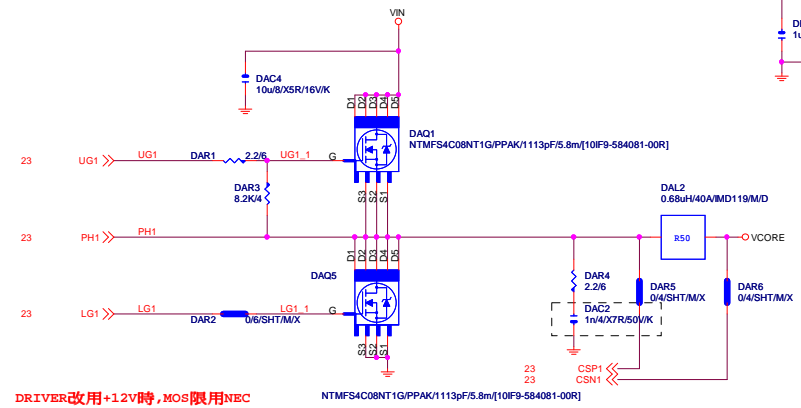 VIN
D
1u
DAC4
10u/8/X5R/16V/K
D1
D2
D3
D4
D5
DAQ1
NTMFS4C08NT1G/PPAK/1113pF/5.8m/[10IF9-584081-00R]
23
UG1
UG1
DAR1
2.2/6
UG1_1
G
DAR3
8.2K/4
S3
S2
S1
DAL2
0.68uH/40A/IMD119/M/D
R50
VCORE
23
PH1
PH1
D1
D2
D3
D4
D5
DAQ5
DAR4
2.2/6
DAR5
0/4/SHT/M/X
DAR6
0/4/SHT/M/X
23
LG1
LG1
DAR2
0/6/SHT/M/X
LG1_1
G
DAC2
1n/4/X7R/50V/K
S3
S2
S1
23
CSP1
23
CSN1
DRIVER改用+12V時,MOS限用NEC
NTMFS4C08NT1G/PPAK/1113pF/5.8m/[10IF9-584081-00R]